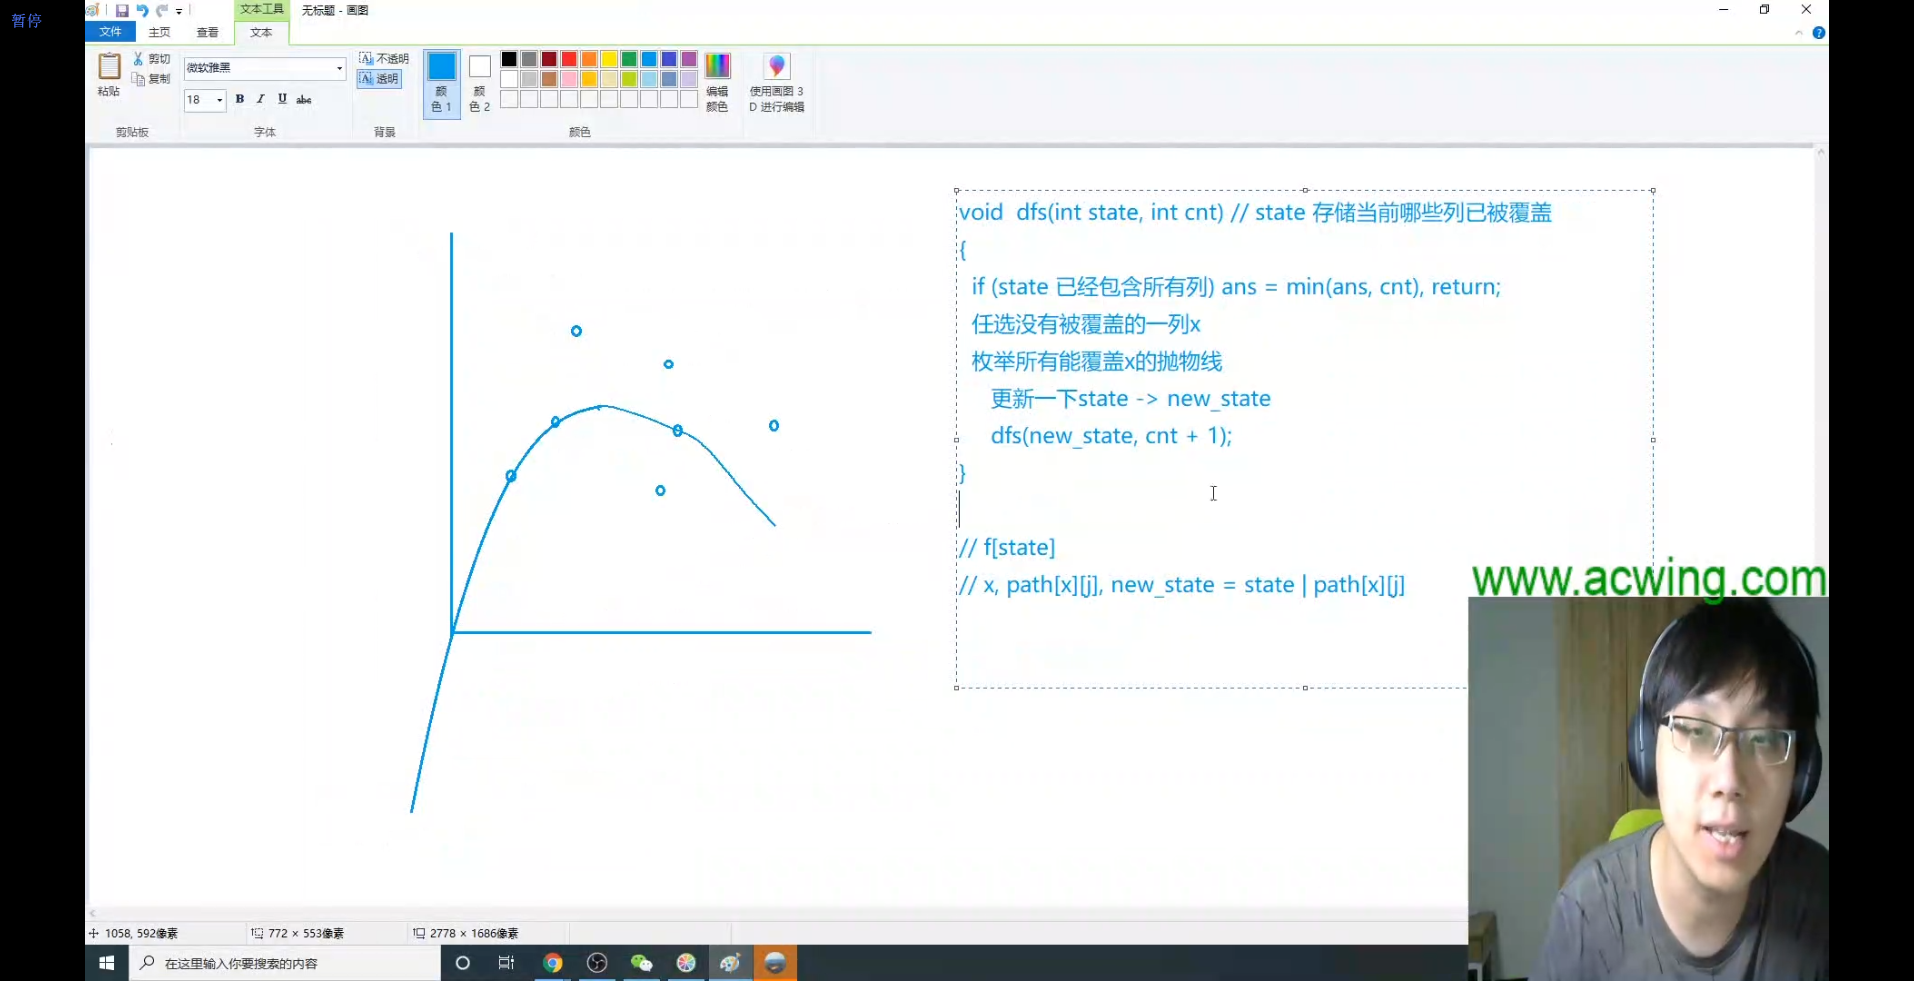 暂停
文本工具
无标题 - 画图
文件
主页
查看
文本
粘贴
剪切
复制
剪贴板
微软雅黑
18
B I U abc
字体
不透明
透明
背景
颜
色 1
颜
色 2
颜色
编辑
颜色
使用画图 3
D 进行编辑
void dfs(int state, int cnt) // state 存储当前哪些列已被覆盖
{
if (state 已经包含所有列) ans = min(ans, cnt), return;
任选没有被覆盖的一列x
枚举所有能覆盖x的抛物线
更新一下state -> new_state
dfs(new_state, cnt + 1);
}
// f[state]
// x, path[x][j], new_state = state | path[x][j]
www.acwing.com
1058, 592像素
772 × 553像素
2778 × 1686像素
在这里输入你要搜索的内容